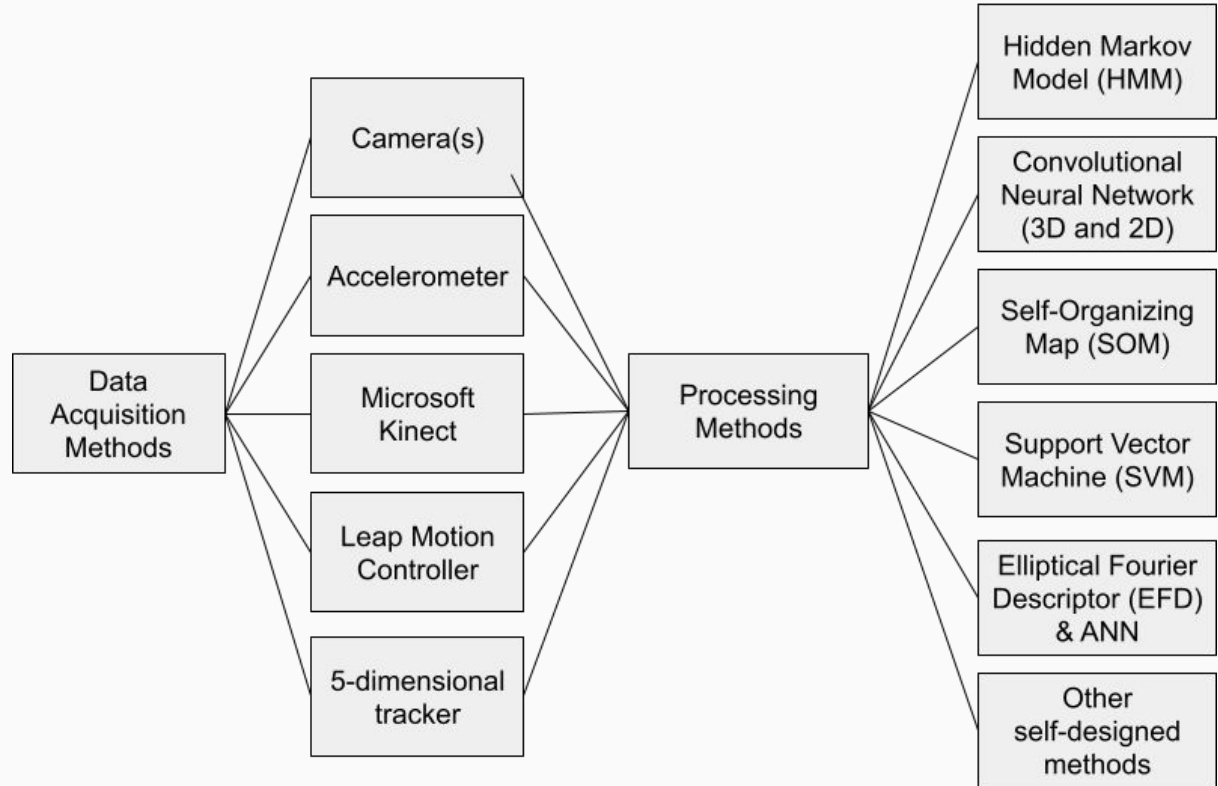 Data
Acquisition
Methods
Camera(s)
Accelerometer
Microsoft
Kinect
Leap Motion
Controller
5-dimensional
tracker
Processing
Methods
Hidden Markov
Model (HMM)
Convolutional
Neural Network
(3D and 2D)
Self-Organizing
Map (SOM)
Support Vector
Machine (SVM)
Elliptical Fourier
Descriptor (EFD)
& ANN
Other
self-designed
methods